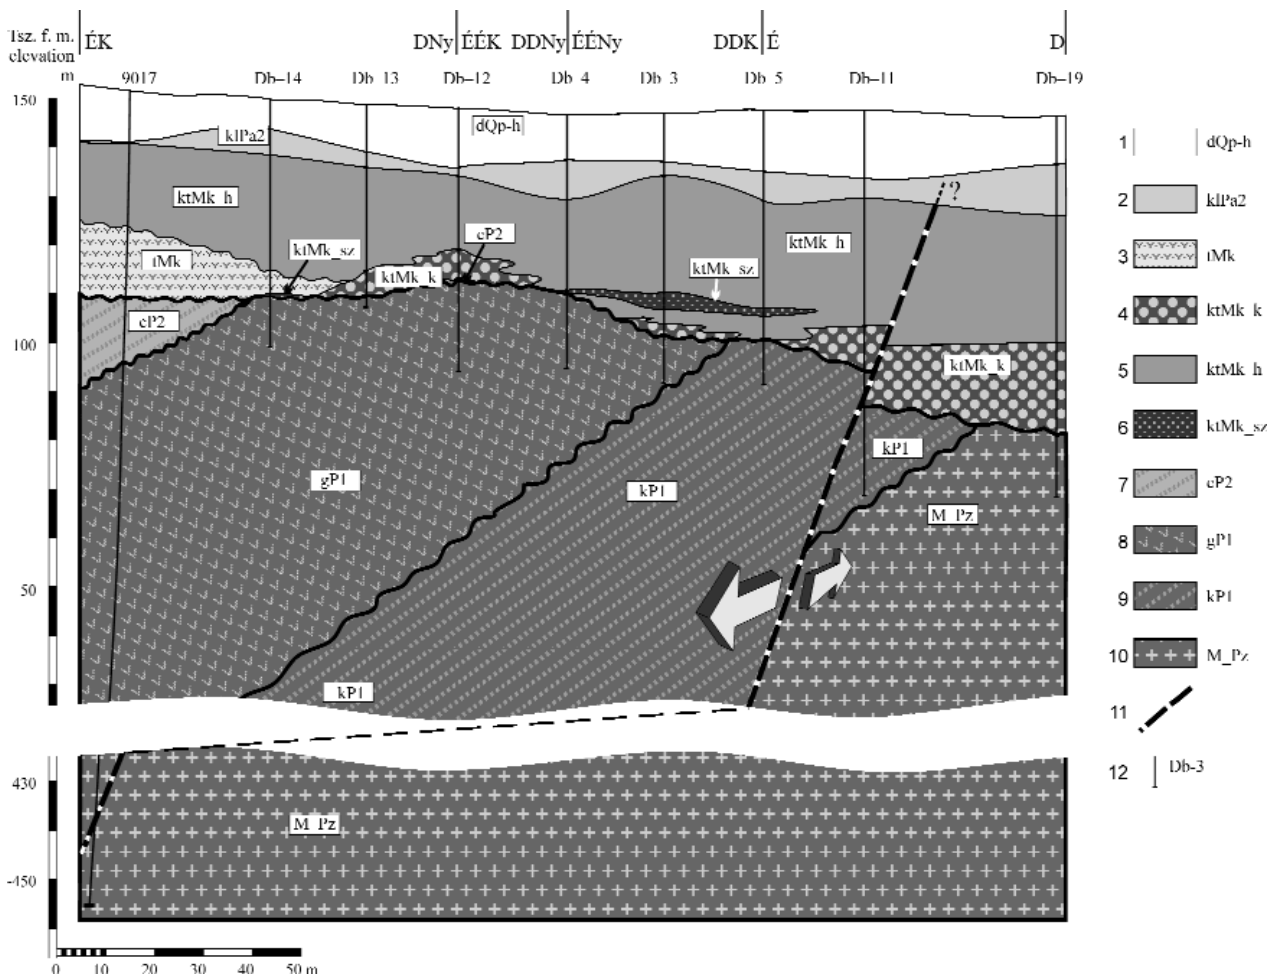 Tsz. f. m.
elevation
m
ÉK
DNy ÉÉK
DDNy ÉÉNy
DDK É
D
9017
Db–14
Db–13
Db–12
Db–4
Db–3
Db–5
Db–11
Db–19
150
100
50
430
-450
dQp-h
klPa2
ktMk_h
tMk
ktMk_sz
cP2
ktMk_k
ktMk_h
ktMk_sz
?
cP2
ktMk_k
gP1
kP1
kP1
M_Pz
kP1
M_Pz
0 10 20 30 40 50 m
1 dQp-h
2 klPa2
3 tMk
4 ktMk_k
5 ktMk_h
6 ktMk_sz
7 cP2
8 gP1
9 kP1
10 M_Pz
11
12 Db-3